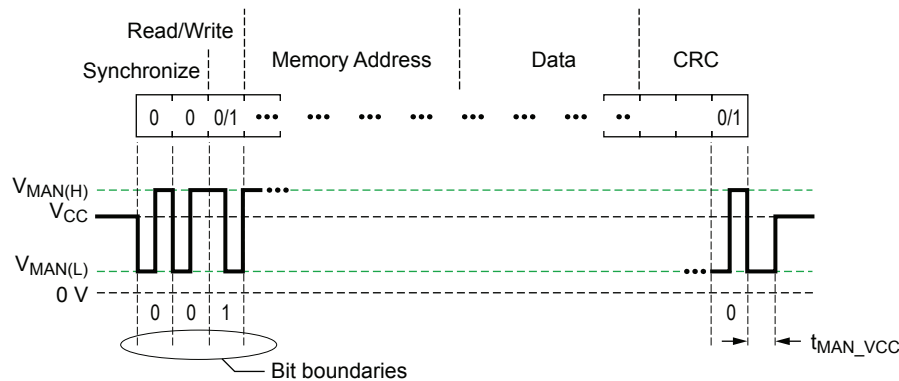 Read/Write
Synchronize
Memory Address
Data
CRC
0 0 0/1 ••• ••• ••• ••• ••• ••• ••• •• 0/1
V_MAN(H)
•••
V_CC
V_MAN(L)
•••
0 V
0 0 1 0
t_MAN_VCC
Bit boundaries